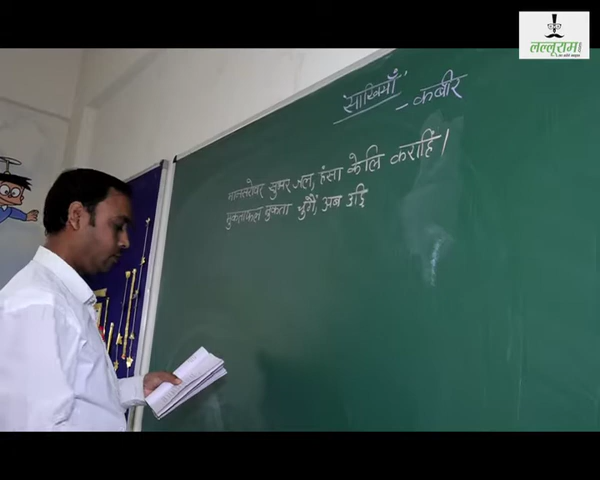 लल्लूराम
साखियाँ
- कबीर
मानसरोवर सुभर जल, हंसा केलि कराहिं।
मुकताफल मुकता चुगैं, अब उड़ि